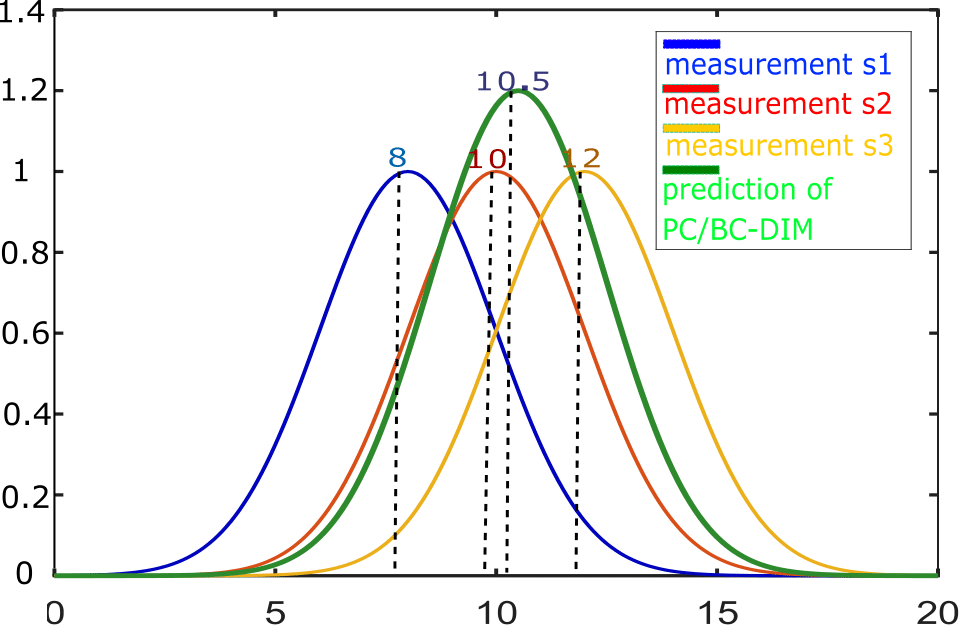 1.4
1.2
1
0.8
0.6
0.4
0.2
0
0 5 10 15 20
8
10
10.5
12
measurement s1
measurement s2
measurement s3
prediction of
PC/BC-DIM